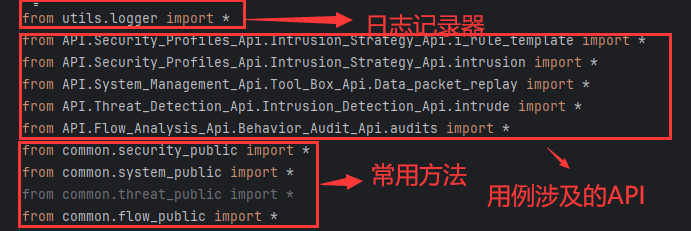 from utils.logger import *
日志记录器
from API.Security_Profiles_Api.Intrusion_Strategy_Api.i_rule_template import *
from API.Security_Profiles_Api.Intrusion_Strategy_Api.intrusion import *
from API.System_Management_Api.Tool_Box_Api.Data_packet_replay import *
from API.Threat_Detection_Api.Intrusion_Detection_Api.intrude import *
from API.Flow_Analysis_Api.Behavior_Audit_Api.audits import *
from common.security_public import *
from common.system_public import *
常用方法
用例涉及的API
from common.threat_public import *
from common.flow_public import *